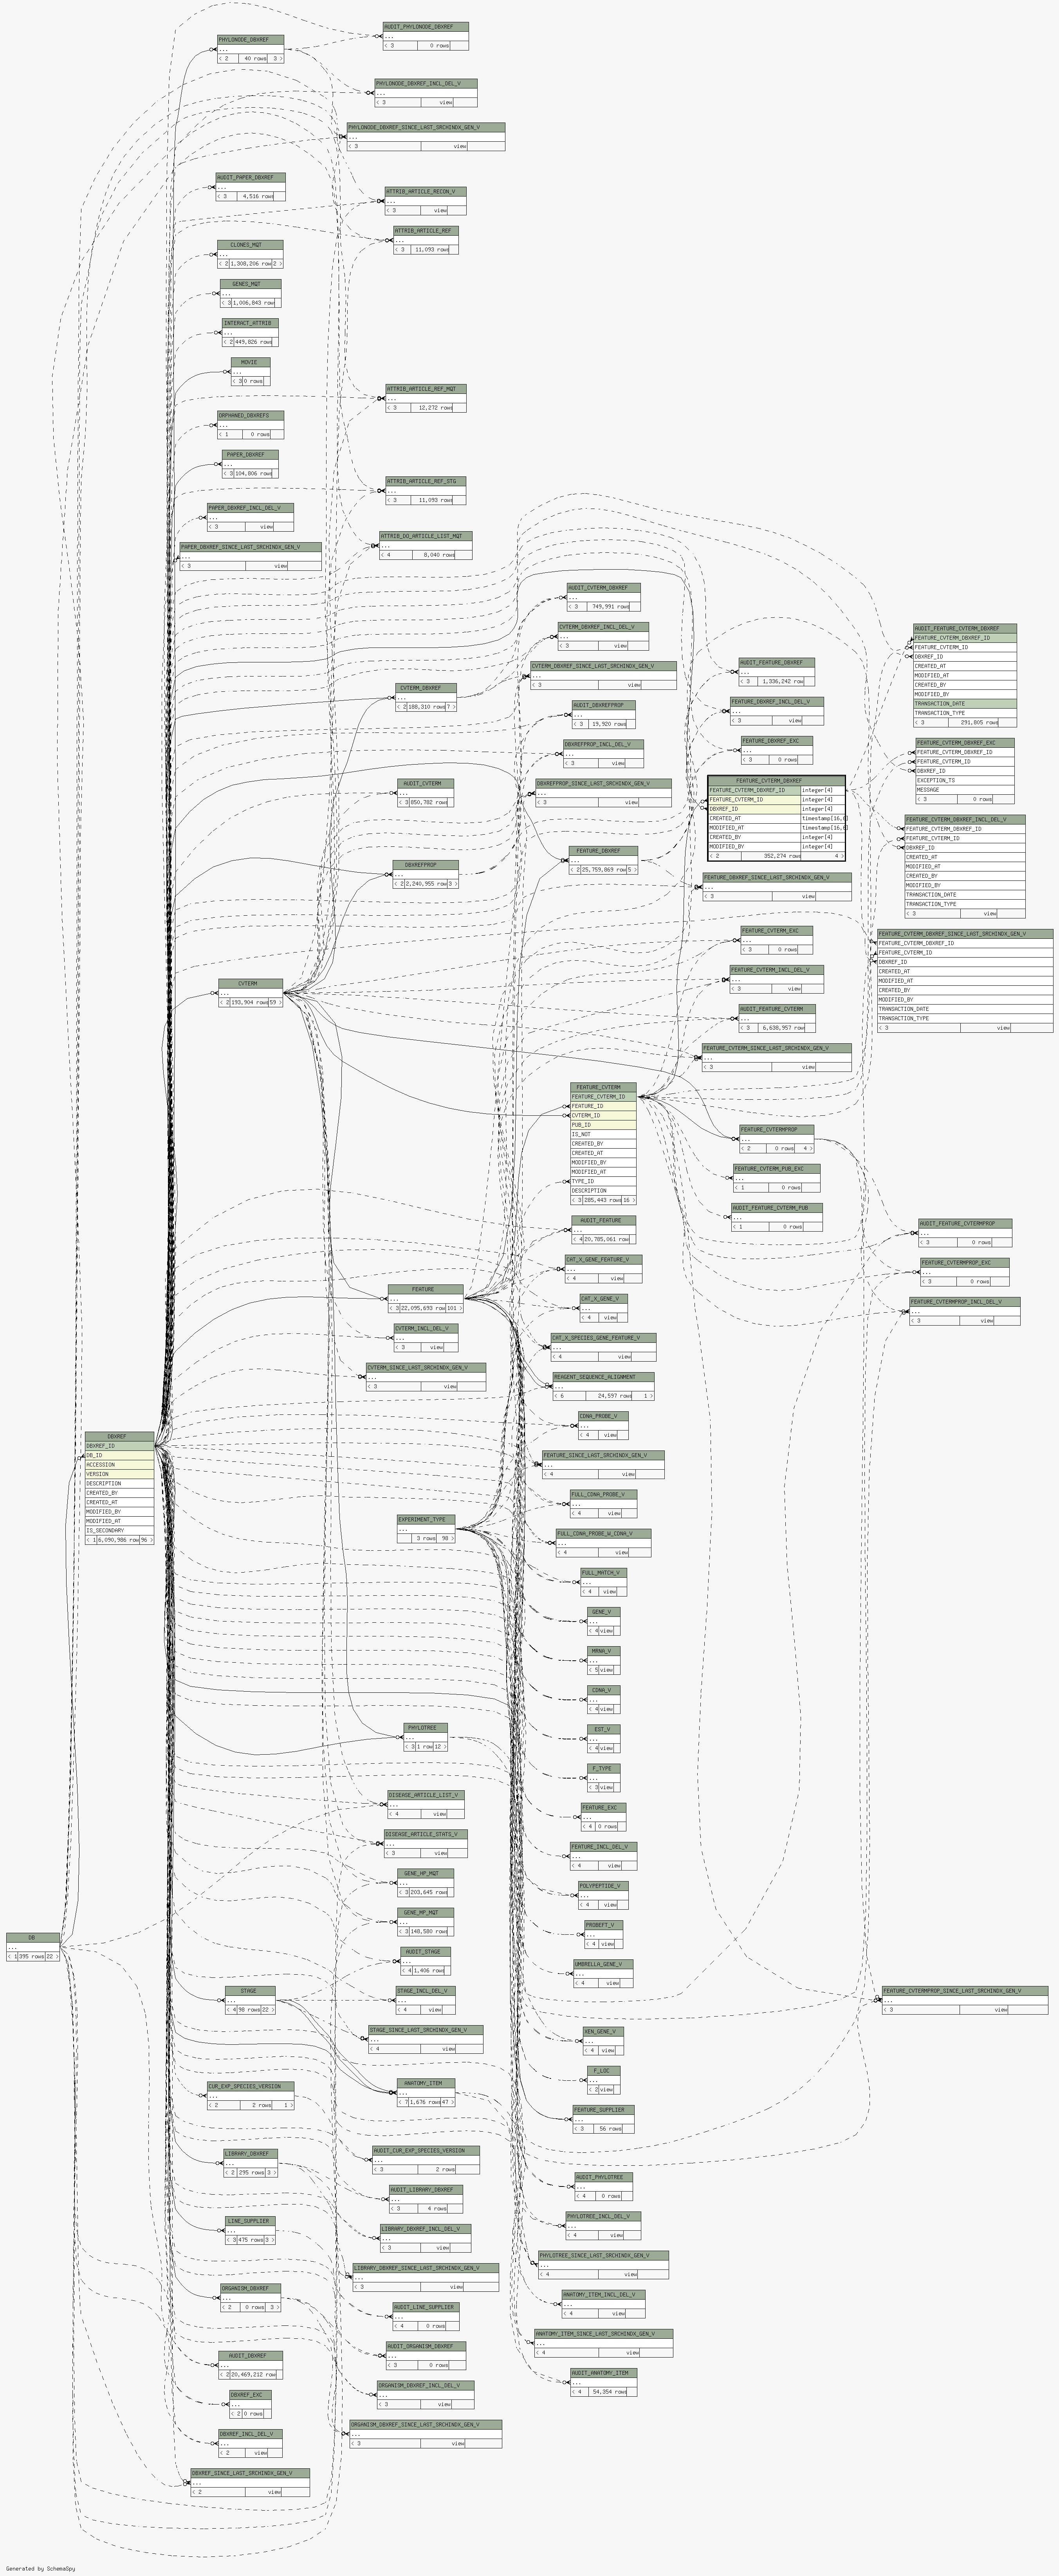 PHYLONODE_DBXREF
...
< 2 40 rows 3 >
AUDIT_PAPER_DBXREF
...
< 3 4,516 rows
CLONES_MQT
...
< 2 1,308,206 row 2 >
GENES_MQT
...
< 3 1,006,843 row
INTERACT_ATTRIB
...
< 2 449,826 rows
MOVIE
...
< 3 0 rows
ORPHANED_DBXREFS
...
< 1 0 rows
PAPER_DBXREF
...
< 3 104,806 rows
PAPER_DBXREF_INCL_DEL_V
...
< 3 view
PAPER_DBXREF_SINCE_LAST_SRCHINDX_GEN_V
...
< 3 view
CVTERM
...
< 2 193,904 rows 59 >
DBXREF
DBXREF_ID
DB_ID
ACCESSION
VERSION
DESCRIPTION
CREATED_BY
CREATED_AT
MODIFIED_BY
MODIFIED_AT
IS_SECONDARY
< 1 6,090,986 row 96 >
DB
...
< 1 395 rows 22 >
STAGE
...
< 4 98 rows 22 >
CUR_EXP_SPECIES_VERSION
...
< 2 2 rows 1 >
LIBRARY_DBXREF
...
< 2 295 rows 3 >
LINE_SUPPLIER
...
< 3 475 rows 3 >
ORGANISM_DBXREF
...
< 2 0 rows 3 >
AUDIT_DBXREF
...
< 2 20,469,212 row
DBXREF_EXC
...
< 2 0 rows
DBXREF_INCL_DEL_V
...
< 2 view
DBXREF_SINCE_LAST_SRCHINDX_GEN_V
...
< 2 view
AUDIT_PHYLONODE_DBXREF
...
< 3 0 rows
PHYLONODE_DBXREF_INCL_DEL_V
...
< 3 view
PHYLONODE_DBXREF_SINCE_LAST_SRCHINDX_GEN_V
...
< 3 view
ATTRIB_ARTICLE_RECON_V
...
< 3 view
ATTRIB_ARTICLE_REF
...
< 3 11,093 rows
ATTRIB_ARTICLE_REF_MQT
...
< 3 12,272 rows
ATTRIB_ARTICLE_REF_STG
...
< 3 11,093 rows
ATTRIB_DO_ARTICLE_LIST_MQT
...
< 4 8,040 rows
CVTERM_DBXREF
...
< 2 188,310 rows 7 >
AUDIT_CVTERM
...
< 3 850,782 rows
DBXREFPROP
...
< 2 2,240,955 row 3 >
FEATURE
...
< 3 22,095,693 row 101 >
CVTERM_INCL_DEL_V
...
< 3 view
CVTERM_SINCE_LAST_SRCHINDX_GEN_V
...
< 3 view
EXPERIMENT_TYPE
...
3 rows 98 >
PHYLOTREE
...
< 3 1 row 12 >
DISEASE_ARTICLE_LIST_V
...
< 4 view
DISEASE_ARTICLE_STATS_V
...
< 3 view
GENE_HP_MQT
...
< 3 203,645 rows
GENE_MP_MQT
...
< 3 148,580 rows
AUDIT_STAGE
...
< 4 1,406 rows
STAGE_INCL_DEL_V
...
< 4 view
STAGE_SINCE_LAST_SRCHINDX_GEN_V
...
< 4 view
ANATOMY_ITEM
...
< 7 1,676 rows 47 >
AUDIT_CUR_EXP_SPECIES_VERSION
...
< 3 2 rows
AUDIT_LIBRARY_DBXREF
...
< 3 4 rows
LIBRARY_DBXREF_INCL_DEL_V
...
< 3 view
LIBRARY_DBXREF_SINCE_LAST_SRCHINDX_GEN_V
...
< 3 view
AUDIT_LINE_SUPPLIER
...
< 4 0 rows
AUDIT_ORGANISM_DBXREF
...
< 3 0 rows
ORGANISM_DBXREF_INCL_DEL_V
...
< 3 view
ORGANISM_DBXREF_SINCE_LAST_SRCHINDX_GEN_V
...
< 3 view
AUDIT_CVTERM_DBXREF
...
< 3 749,991 rows
CVTERM_DBXREF_INCL_DEL_V
...
< 3 view
CVTERM_DBXREF_SINCE_LAST_SRCHINDX_GEN_V
...
< 3 view
AUDIT_DBXREFPROP
...
< 3 19,920 rows
DBXREFPROP_INCL_DEL_V
...
< 3 view
DBXREFPROP_SINCE_LAST_SRCHINDX_GEN_V
...
< 3 view
FEATURE_DBXREF
...
< 2 25,759,869 row 5 >
FEATURE_CVTERM
FEATURE_CVTERM_ID
FEATURE_ID
CVTERM_ID
PUB_ID
IS_NOT
CREATED_BY
CREATED_AT
MODIFIED_BY
MODIFIED_AT
TYPE_ID
DESCRIPTION
< 3 285,443 rows 16 >
AUDIT_FEATURE
...
< 4 20,785,061 row
CHT_X_GENE_FEATURE_V
...
< 4 view
CHT_X_GENE_V
...
< 4 view
CHT_X_SPECIES_GENE_FEATURE_V
...
< 4 view
REAGENT_SEQUENCE_ALIGNMENT
...
< 6 24,597 rows 1 >
CDNA_PROBE_V
...
< 4 view
FEATURE_SINCE_LAST_SRCHINDX_GEN_V
...
< 4 view
FULL_CDNA_PROBE_V
...
< 4 view
FULL_CDNA_PROBE_W_CDNA_V
...
< 4 view
FULL_MATCH_V
...
< 4 view
GENE_V
...
< 4 view
MRNA_V
...
< 5 view
CDNA_V
...
< 4 view
EST_V
...
< 4 view
F_TYPE
...
< 3 view
FEATURE_EXC
...
< 4 0 rows
FEATURE_INCL_DEL_V
...
< 4 view
POLYPEPTIDE_V
...
< 4 view
PROBEFT_V
...
< 4 view
UMBRELLA_GENE_V
...
< 4 view
XEN_GENE_V
...
< 4 view
F_LOC
...
< 2 view
FEATURE_SUPPLIER
...
< 3 56 rows
AUDIT_PHYLOTREE
...
< 4 0 rows
PHYLOTREE_INCL_DEL_V
...
< 4 view
PHYLOTREE_SINCE_LAST_SRCHINDX_GEN_V
...
< 4 view
ANATOMY_ITEM_INCL_DEL_V
...
< 4 view
ANATOMY_ITEM_SINCE_LAST_SRCHINDX_GEN_V
...
< 4 view
AUDIT_ANATOMY_ITEM
...
< 4 54,354 rows
AUDIT_FEATURE_DBXREF
...
< 3 1,336,242 row
FEATURE_DBXREF_INCL_DEL_V
...
< 3 view
FEATURE_DBXREF_EXC
...
< 3 0 rows
FEATURE_CVTERM_DBXREF
FEATURE_CVTERM_DBXREF_ID integer[4]
FEATURE_CVTERM_ID integer[4]
DBXREF_ID integer[4]
CREATED_AT timestamp[16,6]
MODIFIED_AT timestamp[16,6]
CREATED_BY integer[4]
MODIFIED_BY integer[4]
< 2 352,274 rows 4 >
FEATURE_DBXREF_SINCE_LAST_SRCHINDX_GEN_V
...
< 3 view
FEATURE_CVTERM_EXC
...
< 3 0 rows
FEATURE_CVTERM_INCL_DEL_V
...
< 3 view
AUDIT_FEATURE_CVTERM
...
< 3 6,638,957 row
FEATURE_CVTERM_SINCE_LAST_SRCHINDX_GEN_V
...
< 3 view
FEATURE_CVTERMPROP
...
< 2 0 rows 4 >
FEATURE_CVTERM_PUB_EXC
...
< 1 0 rows
AUDIT_FEATURE_CVTERM_PUB
...
< 1 0 rows
AUDIT_FEATURE_CVTERM_DBXREF
FEATURE_CVTERM_DBXREF_ID
FEATURE_CVTERM_ID
DBXREF_ID
CREATED_AT
MODIFIED_AT
CREATED_BY
MODIFIED_BY
TRANSACTION_DATE
TRANSACTION_TYPE
< 3 291,805 rows
FEATURE_CVTERM_DBXREF_EXC
FEATURE_CVTERM_DBXREF_ID
FEATURE_CVTERM_ID
DBXREF_ID
EXCEPTION_TS
MESSAGE
< 3 0 rows
FEATURE_CVTERM_DBXREF_INCL_DEL_V
FEATURE_CVTERM_DBXREF_ID
FEATURE_CVTERM_ID
DBXREF_ID
CREATED_AT
MODIFIED_AT
CREATED_BY
MODIFIED_BY
TRANSACTION_DATE
TRANSACTION_TYPE
< 3 view
FEATURE_CVTERM_DBXREF_SINCE_LAST_SRCHINDX_GEN_V
FEATURE_CVTERM_DBXREF_ID
FEATURE_CVTERM_ID
DBXREF_ID
CREATED_AT
MODIFIED_AT
CREATED_BY
MODIFIED_BY
TRANSACTION_DATE
TRANSACTION_TYPE
< 3 view
AUDIT_FEATURE_CVTERMPROP
...
< 3 0 rows
FEATURE_CVTERMPROP_EXC
...
< 3 0 rows
FEATURE_CVTERMPROP_INCL_DEL_V
...
< 3 view
FEATURE_CVTERMPROP_SINCE_LAST_SRCHINDX_GEN_V
...
< 3 view
Generated by SchemaSpy